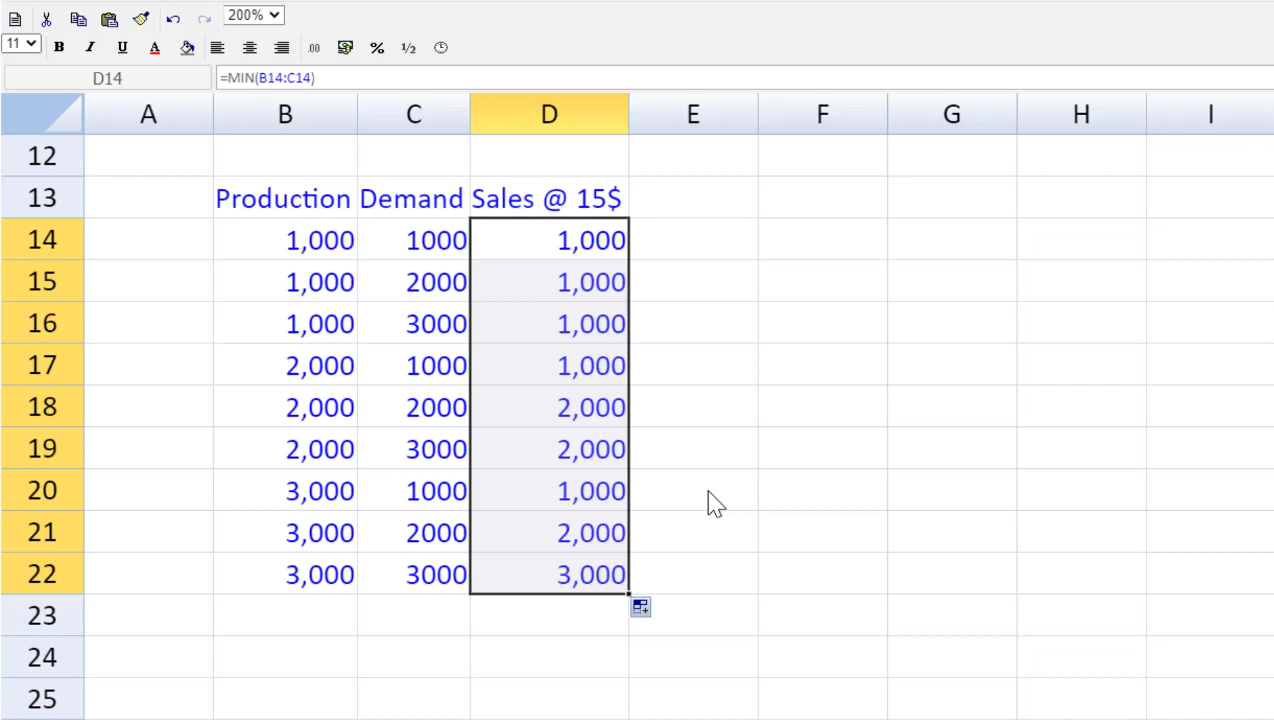 200%
11 B I U A .00 % 1/2
D14 =MIN(B14:C14)
A B C D E F G H I
12
13 Production Demand Sales @ 15$
14 1,000 1000 1,000
15 1,000 2000 1,000
16 1,000 3000 1,000
17 2,000 1000 1,000
18 2,000 2000 2,000
19 2,000 3000 2,000
20 3,000 1000 1,000
21 3,000 2000 2,000
22 3,000 3000 3,000
23
24
25